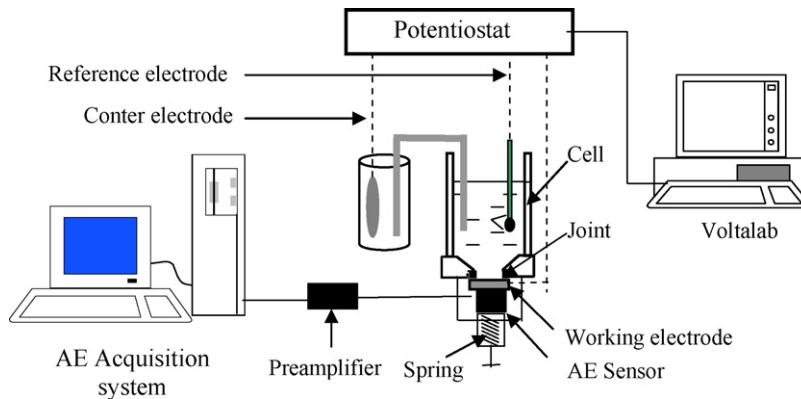 Potentiostat
Reference electrode
Conter electrode
Cell
Joint
Voltalab
Working electrode
AE Sensor
Spring
Preamplifier
AE Acquisition
system